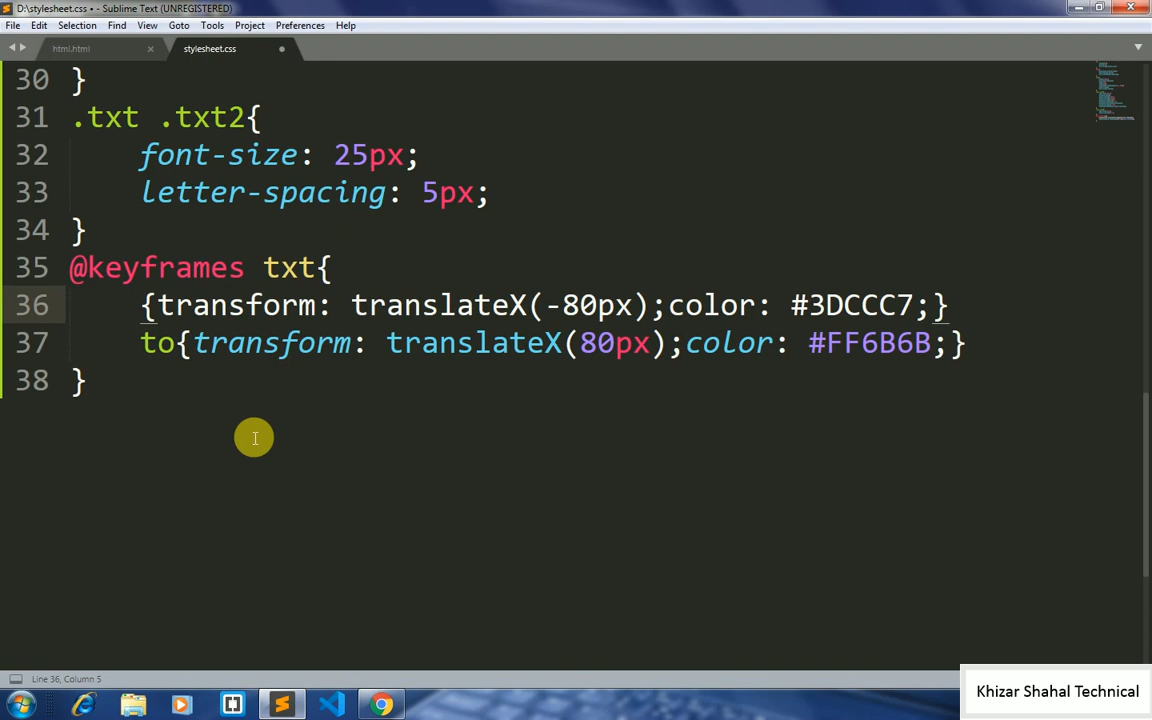 D:\stylesheet.css • - Sublime Text (UNREGISTERED)
File Edit Selection Find View Goto Tools Project Preferences Help
html.html stylesheet.css
30 }
31 .txt .txt2{
32 font-size: 25px;
33 letter-spacing: 5px;
34 }
35 @keyframes txt{
36 {transform: translateX(-80px);color: #3DCCC7;}
37 to{transform: translateX(80px);color: #FF6B6B;}
38 }
Line 36, Column 5
Khizar Shahal Technical